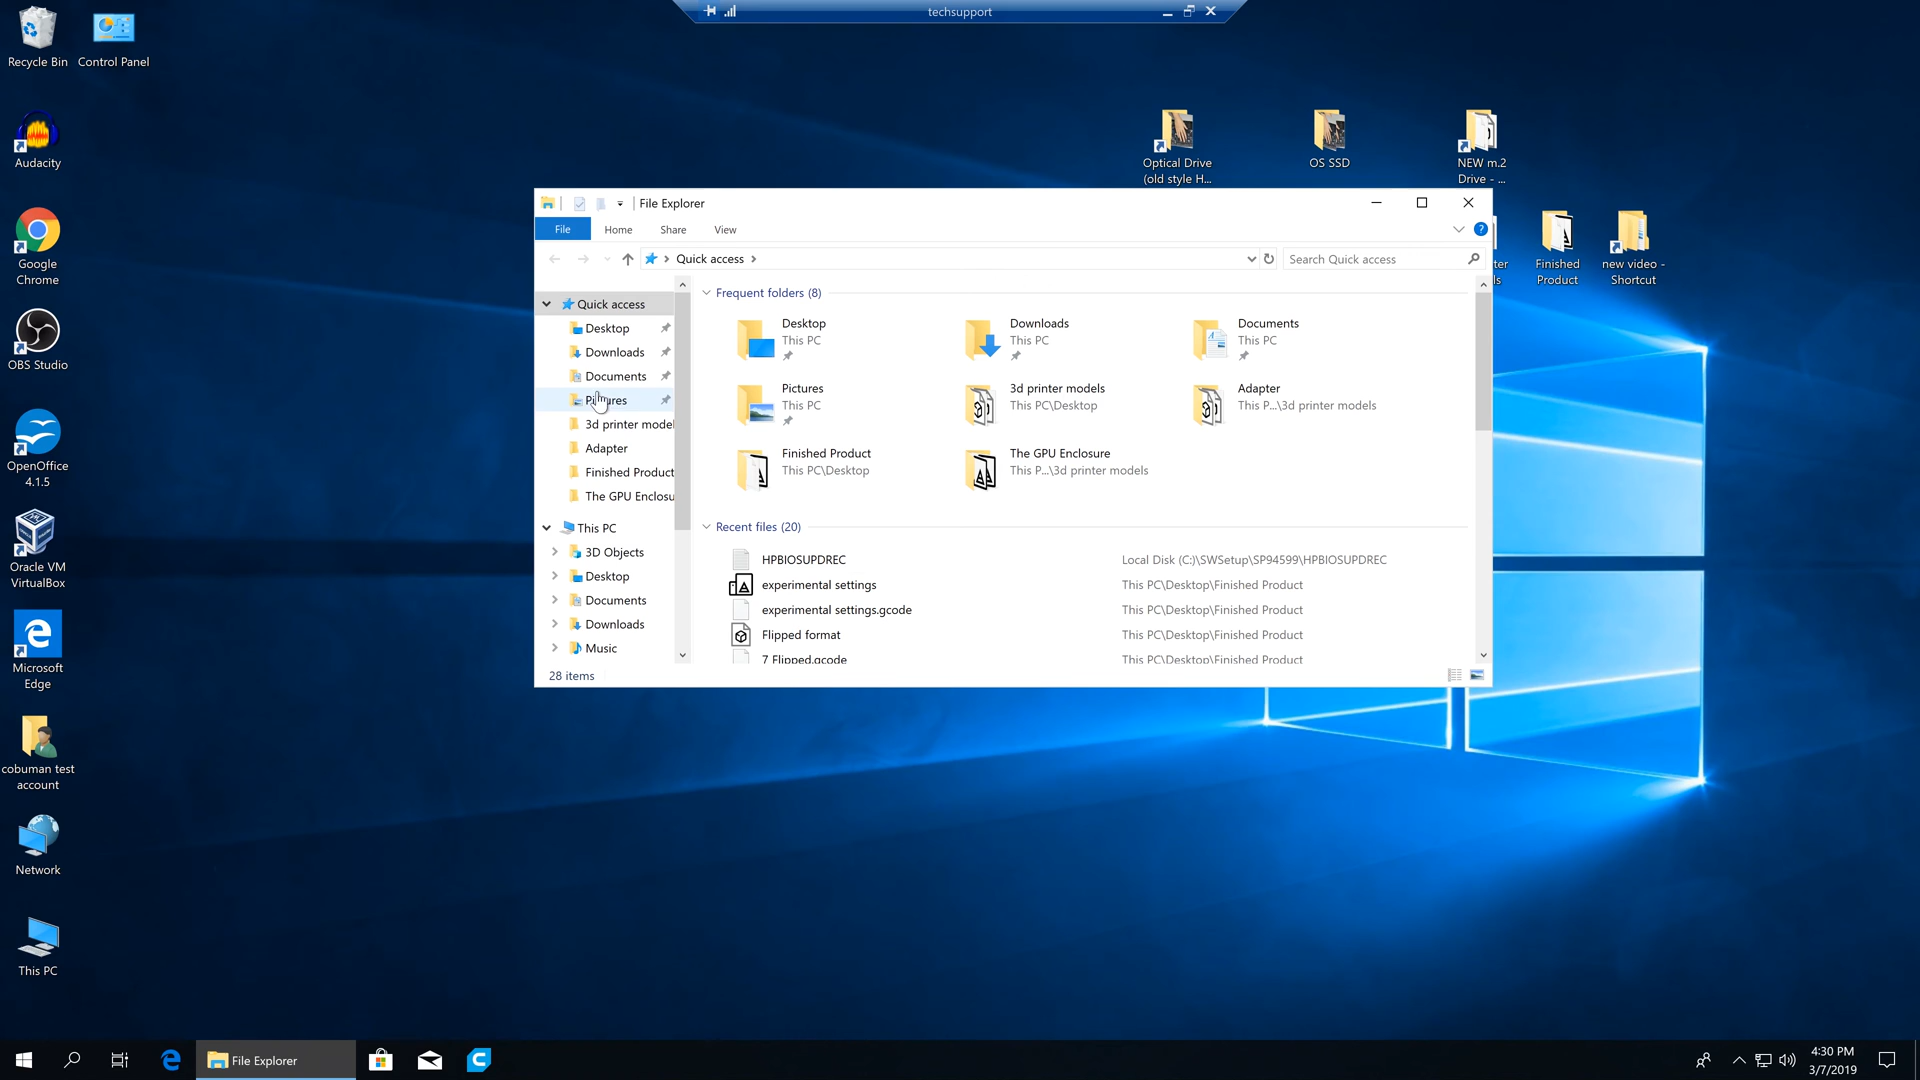 techsupport
Recycle Bin
Control Panel
Audacity
Google
Chrome
OBS Studio
OpenOffice
4.1.5
Oracle VM
VirtualBox
Microsoft
Edge
cobuman test
account
Network
This PC
Optical Drive
(old style H...
OS SSD
NEW m.2
Drive - ...
ter
ls
Finished
Product
new video -
Shortcut
File Explorer
File
Home
Share
View
?
Quick access
Search Quick access
Quick access
Desktop
Downloads
Documents
Pictures
3d printer model
Adapter
Finished Product
The GPU Enclosu
This PC
3D Objects
Desktop
Documents
Downloads
Music
Frequent folders (8)
Desktop
This PC
Downloads
This PC
Documents
This PC
Pictures
This PC
3d printer models
This PC\Desktop
Adapter
This P...\3d printer models
Finished Product
This PC\Desktop
The GPU Enclosure
This P...\3d printer models
Recent files (20)
HPBIOSUPDREC Local Disk (C:)\SWSetup\SP94599\HPBIOSUPDREC
experimental settings This PC\Desktop\Finished Product
experimental settings.gcode This PC\Desktop\Finished Product
Flipped format This PC\Desktop\Finished Product
7 Flipped.gcode This PC\Desktop\Finished Product
28 items
File Explorer
4:30 PM
3/7/2019